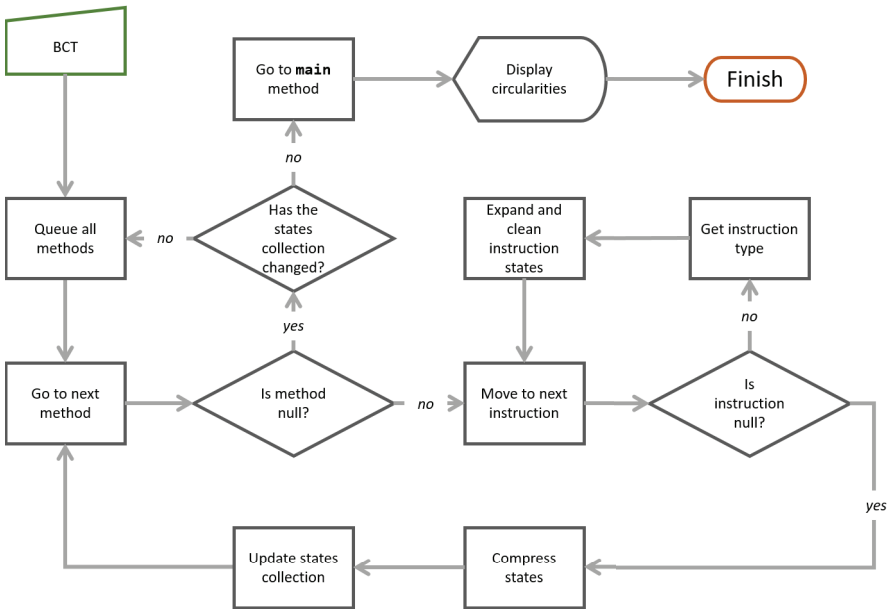 BCT
Go to main
method
Display
circularities
Finish
no
Queue all
methods
no
Has the
states
collection
changed?
Expand and
clean
instruction
states
Get instruction
type
yes
no
Go to next
method
Is method
null?
no
Move to next
instruction
Is
instruction
null?
yes
Update states
collection
Compress
states